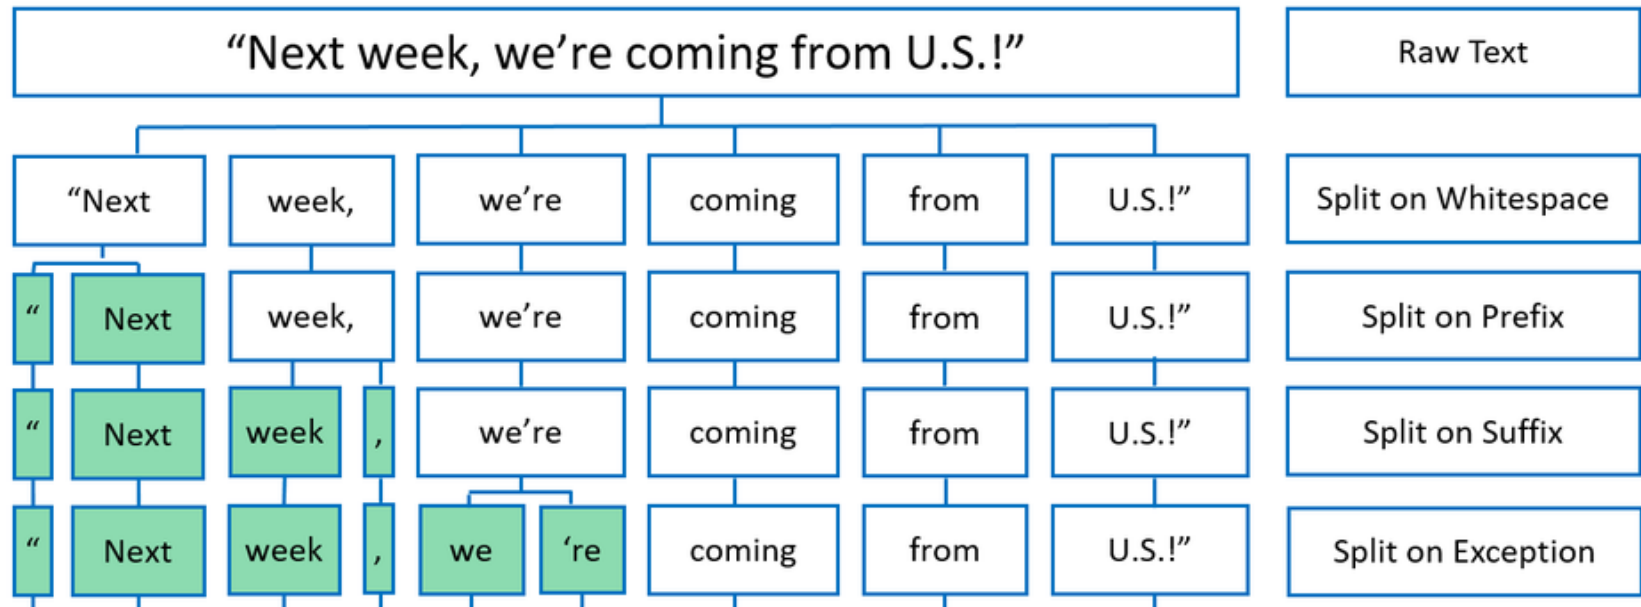 “Next week, we’re coming from U.S.!” Raw Text
“Next week, we’re coming from U.S.!” Split on Whitespace
“ Next week, we’re coming from U.S.!” Split on Prefix
“ Next week , we’re coming from U.S.!” Split on Suffix
“ Next week , we ‘re coming from U.S.!” Split on Exception